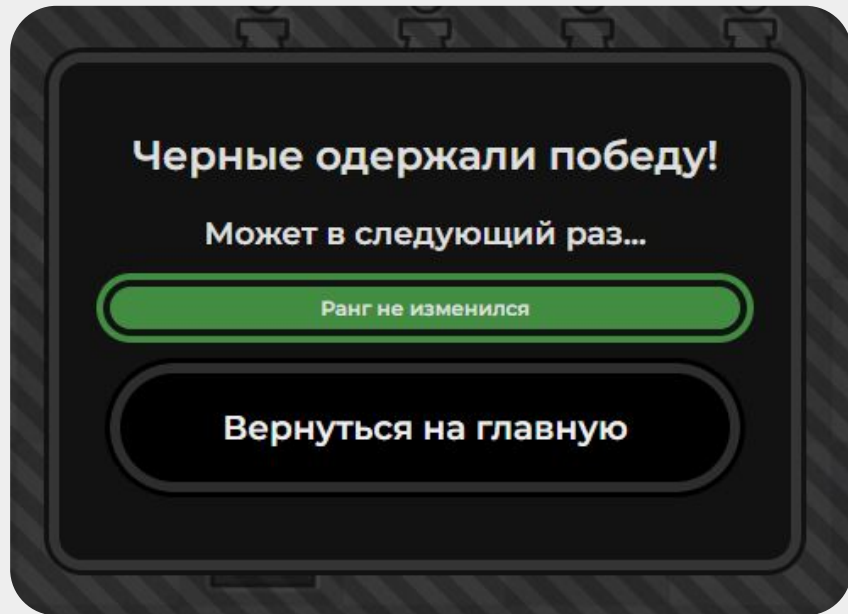 Черные одержали победу!
Может в следующий раз...
Ранг не изменился
Вернуться на главную